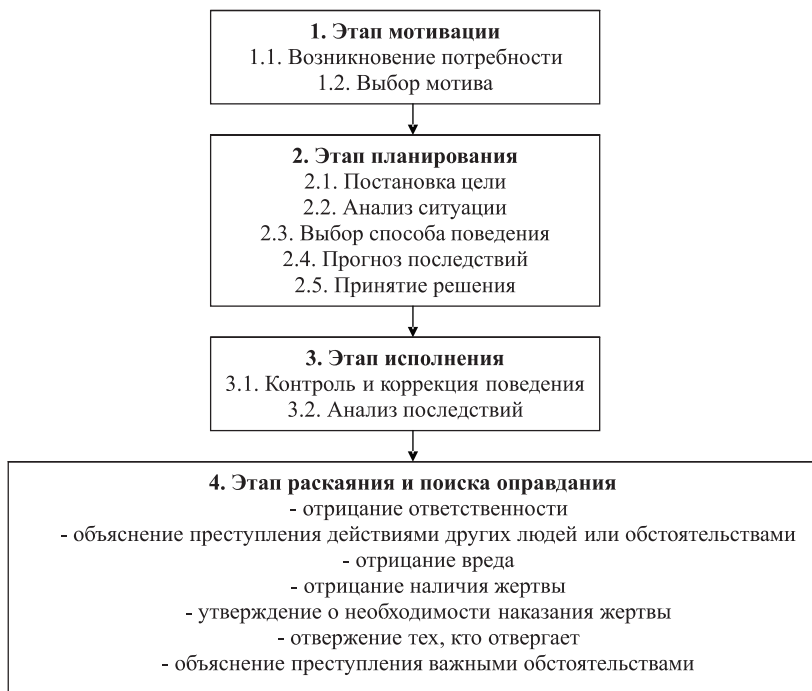 1. Этап мотивации
1.1. Возникновение потребности
1.2. Выбор мотива
2. Этап планирования
2.1. Постановка цели
2.2. Анализ ситуации
2.3. Выбор способа поведения
2.4. Прогноз последствий
2.5. Принятие решения
3. Этап исполнения
3.1. Контроль и коррекция поведения
3.2. Анализ последствий
4. Этап раскаяния и поиска оправдания
- отрицание ответственности
- объяснение преступления действиями других людей или обстоятельствами
- отрицание вреда
- отрицание наличия жертвы
- утверждение о необходимости наказания жертвы
- отвержение тех, кто отвергает
- объяснение преступления важными обстоятельствами